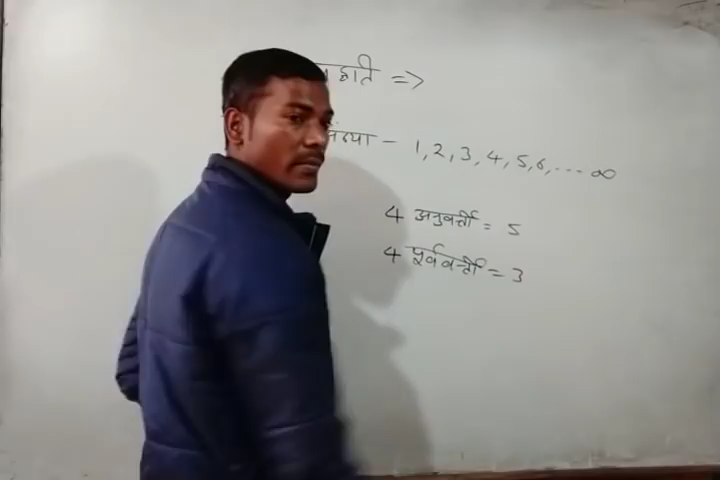 =>
– 1, 2, 3, 4, 5, 6, ... ∞
4 अनुवर्त्ती = 5
4 पूर्ववर्त्ती = 3